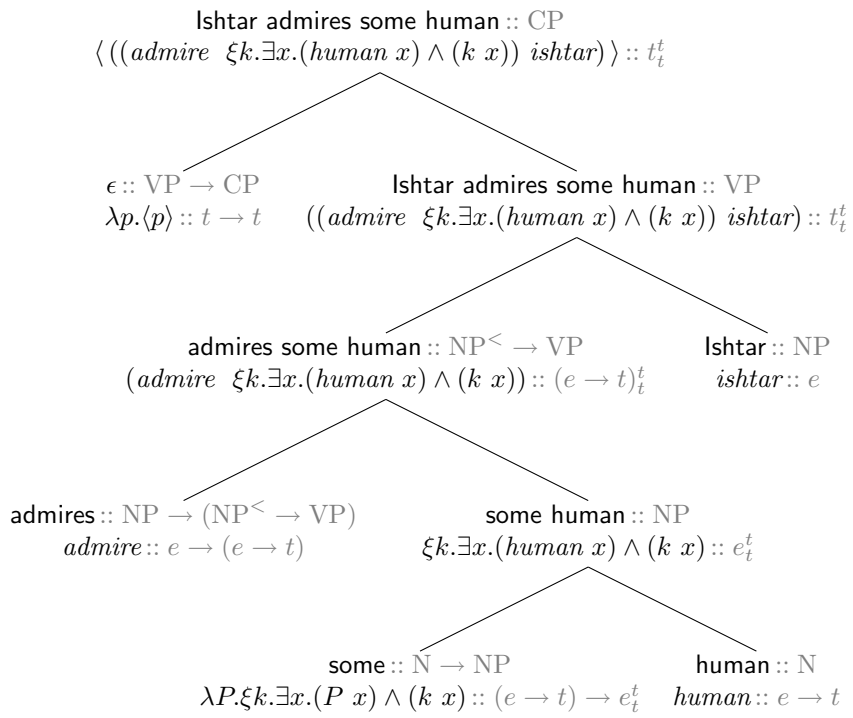 Ishtar admires some human :: CP
⟨ ((admire ξk.∃x.(human x) ∧ (k x)) ishtar) ⟩ :: t_t^t
ϵ :: VP → CP
λp.⟨p⟩ :: t → t
Ishtar admires some human :: VP
((admire ξk.∃x.(human x) ∧ (k x)) ishtar) :: t_t^t
admires some human :: NP^< → VP
(admire ξk.∃x.(human x) ∧ (k x)) :: (e → t)_t^t
Ishtar :: NP
ishtar :: e
admires :: NP → (NP^< → VP)
admire :: e → (e → t)
some human :: NP
ξk.∃x.(human x) ∧ (k x) :: e_t^t
some :: N → NP
λP.ξk.∃x.(P x) ∧ (k x) :: (e → t) → e_t^t
human :: N
human :: e → t